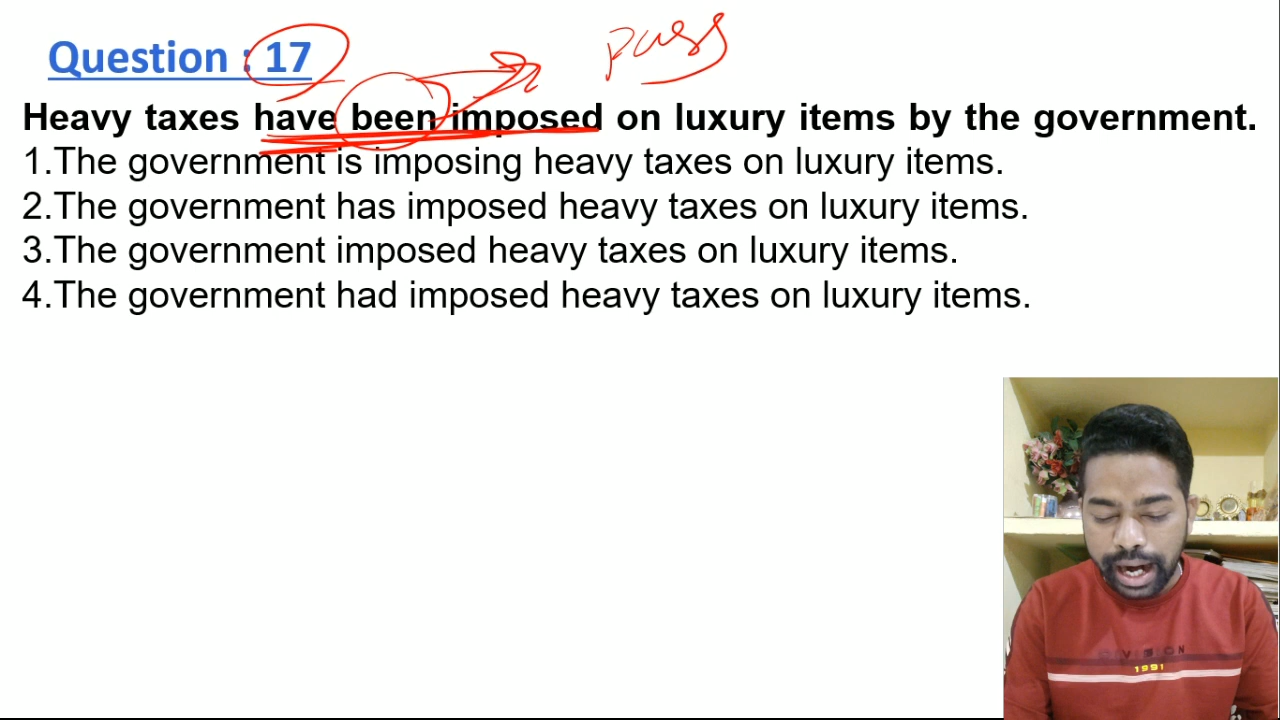 Question : 17
Pass
Heavy taxes have been imposed on luxury items by the government.
1.The government is imposing heavy taxes on luxury items.
2.The government has imposed heavy taxes on luxury items.
3.The government imposed heavy taxes on luxury items.
4.The government had imposed heavy taxes on luxury items.
1991